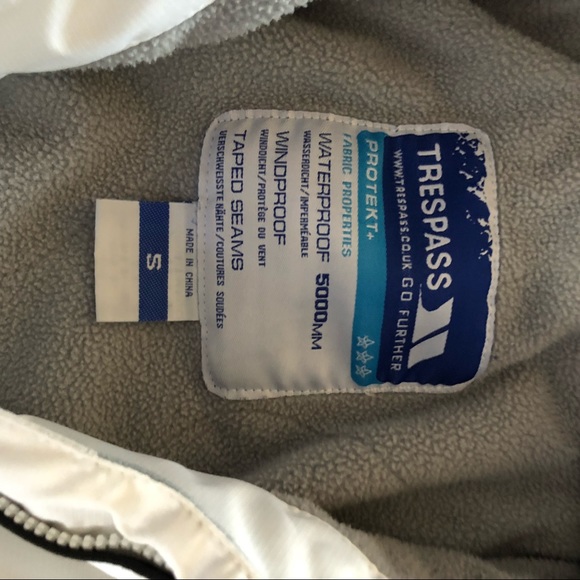 TRESPASS
WWW.TRESPASS.CO.UK GO FURTHER
PROTEKT+
FABRIC PROPERTIES
WATERPROOF 5000MM
WASSERDICHT/IMPERMÉABLE
WINDPROOF
WINDDICHT/PROTÈGE DU VENT
TAPED SEAMS
VERSCHWEISSTE NÄHTE/COUTURES SOUDÉES
MADE IN CHINA
S